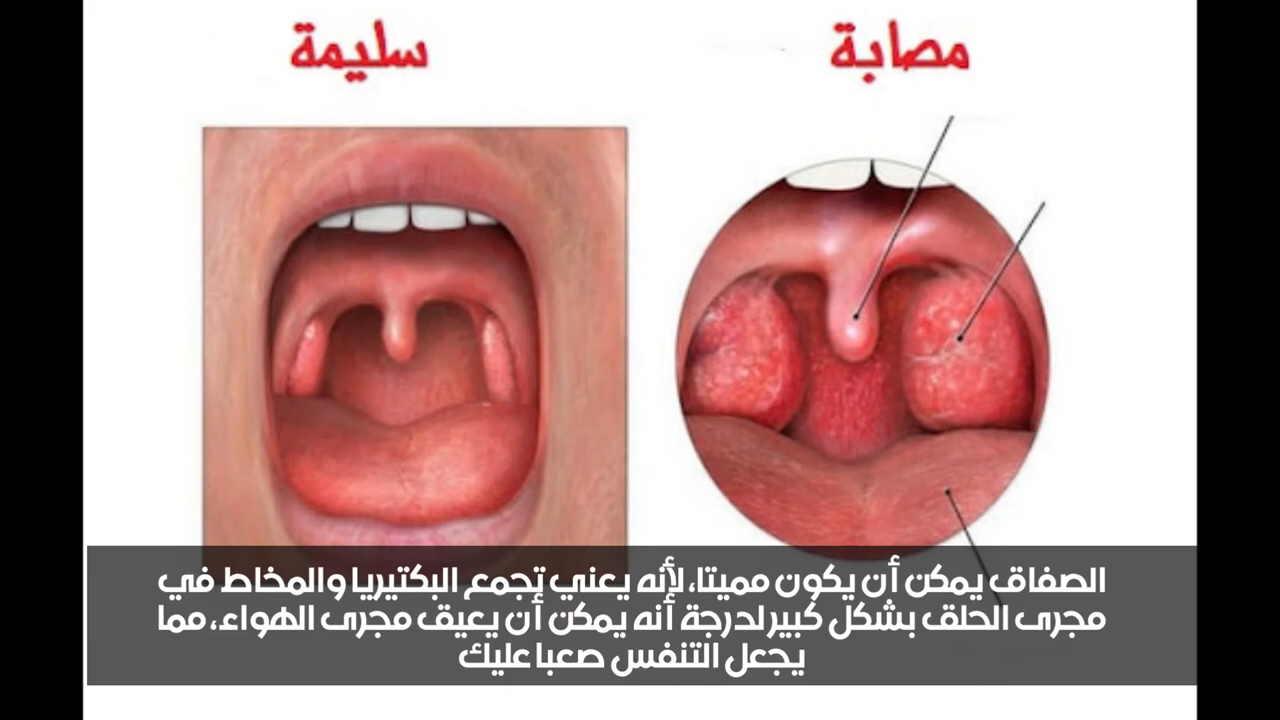 مصابة
سليمة
الصفاق يمكن أن يكون مميتا، لأنه يعني تجمع البكتيريا والمخاط في
مجرى الحلق بشكل كبير لدرجة أنه يمكن أن يعيق مجرى الهواء، مما
يجعل التنفس صعبا عليك